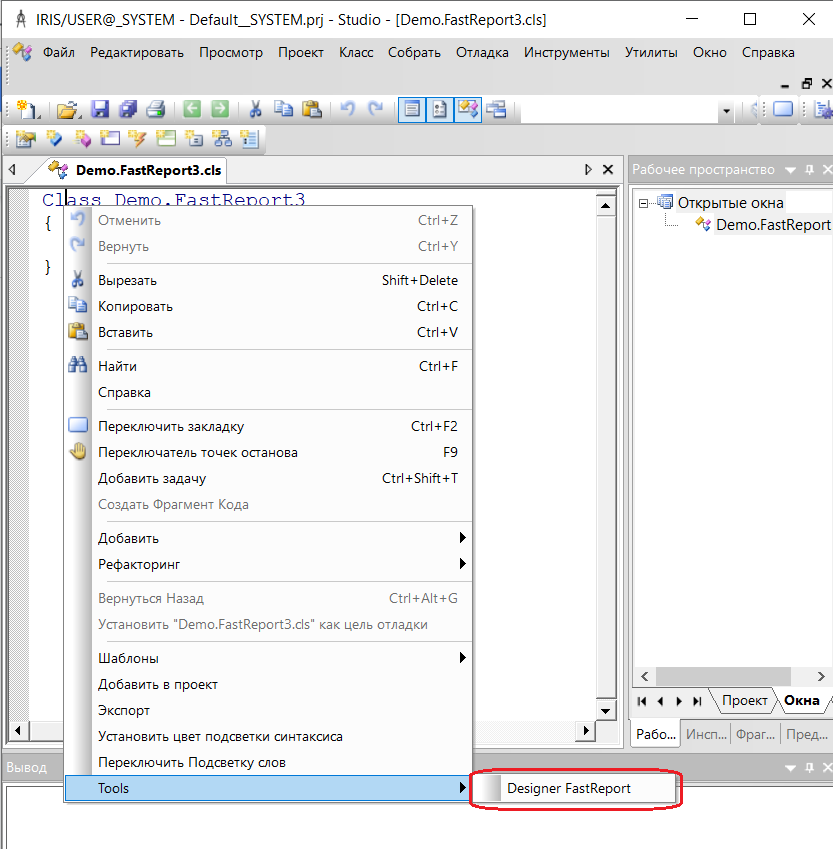 IRIS/USER@_SYSTEM - Default__SYSTEM.prj - Studio - [Demo.FastReport3.cls]
Файл Редактировать Просмотр Проект Класс Собрать Отладка Инструменты Утилиты Окно Справка
Demo.FastReport3.cls
Class Demo.FastReport3
{
}
Отменить Ctrl+Z
Вернуть Ctrl+Y
Вырезать Shift+Delete
Копировать Ctrl+C
Вставить Ctrl+V
Найти Ctrl+F
Справка
Переключить закладку Ctrl+F2
Переключатель точек останова F9
Добавить задачу Ctrl+Shift+T
Создать Фрагмент Кода
Добавить
Рефакторинг
Вернуться Назад Ctrl+Alt+G
Установить "Demo.FastReport3.cls" как цель отладки
Шаблоны
Добавить в проект
Экспорт
Установить цвет подсветки синтаксиса
Переключить Подсветку слов
Tools
Designer FastReport
Рабочее пространство
Открытые окна
Demo.FastReport
Проект Окна
Рабо... Инсп... Фраг... Пред...
Вывод